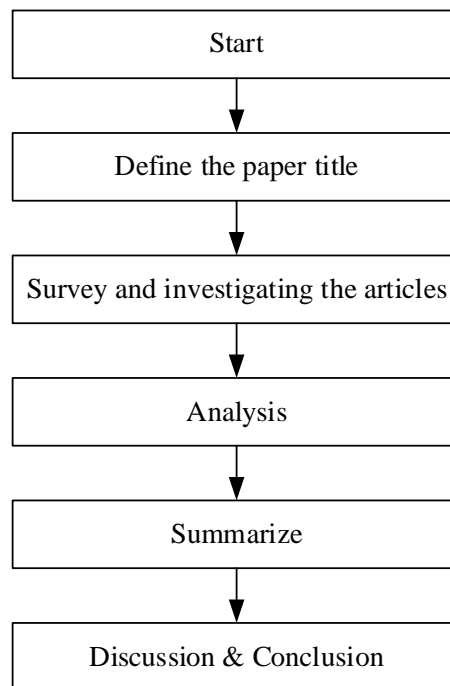 Start
Define the paper title
Survey and investigating the articles
Analysis
Summarize
Discussion & Conclusion